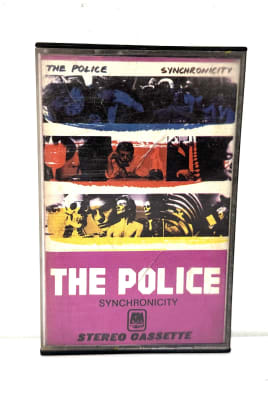 THE POLICE SYNCHRONICITY
THE POLICE
SYNCHRONICITY
A&M
STEREO CASSETTE